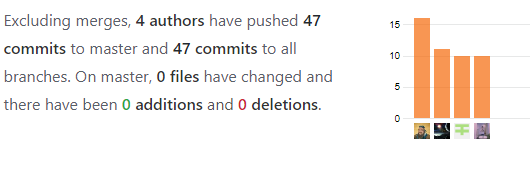 Excluding merges, 4 authors have pushed 47
commits to master and 47 commits to all
branches. On master, 0 files have changed and
there have been 0 additions and 0 deletions.
15
10
5
0